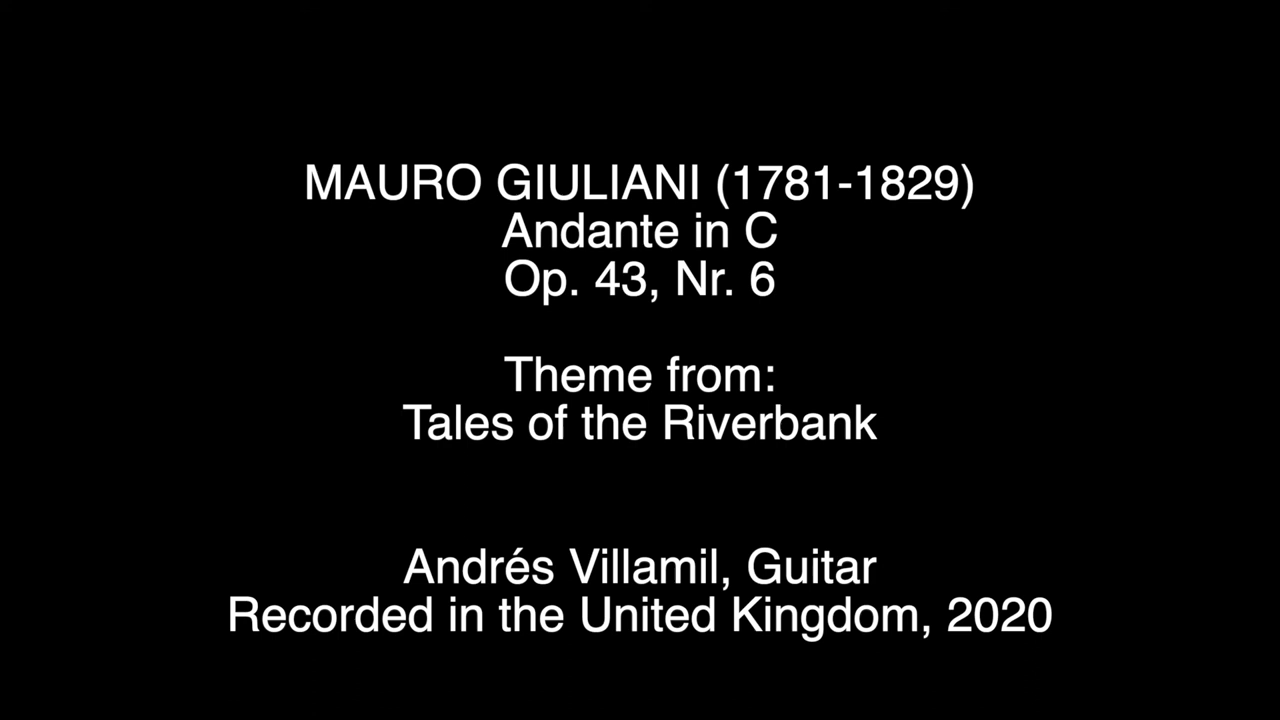 MAURO GIULIANI (1781-1829)
Andante in C
Op. 43, Nr. 6
Theme from:
Tales of the Riverbank
Andrés Villamil, Guitar
Recorded in the United Kingdom, 2020